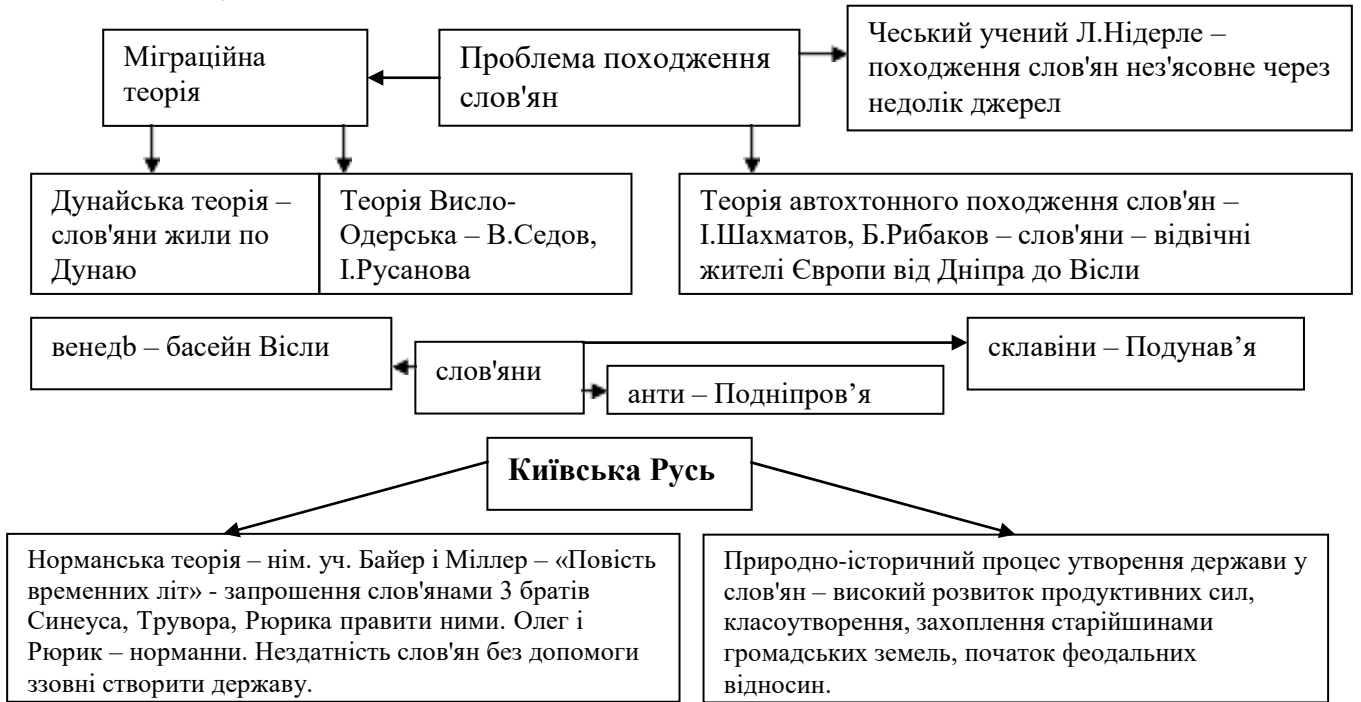 Міграційна
теорія
Проблема походження
слов'ян
Чеський учений Л.Нідерле –
походження слов'ян нез'ясовне через
недолік джерел
Дунайська теорія –
слов'яни жили по
Дунаю
Теорія Висло-
Одерська – В.Седов,
І.Русанова
Теорія автохтонного походження слов'ян –
І.Шахматов, Б.Рибаков – слов'яни – відвічні
жителі Європи від Дніпра до Вісли
венедb – басейн Вісли
слов'яни
анти – Подніпров’я
склавіни – Подунав’я
Київська Русь
Норманська теорія – нім. уч. Байер і Міллер – «Повість
временних літ» - запрошення слов'янами 3 братів
Синеуса, Трувора, Рюрика правити ними. Олег і
Рюрик – норманни. Нездатність слов'ян без допомоги
ззовні створити державу.
Природно-історичний процес утворення держави у
слов'ян – високий розвиток продуктивних сил,
класоутворення, захоплення старійшинами
громадських земель, початок феодальних
відносин.